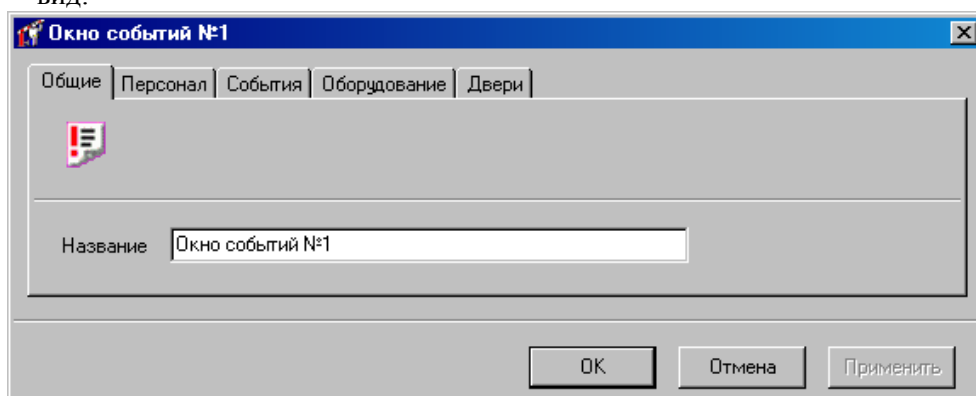 вид:
Окно событий №1
Общие Персонал События Оборудование Двери
Название Окно событий №1
OK Отмена Применить